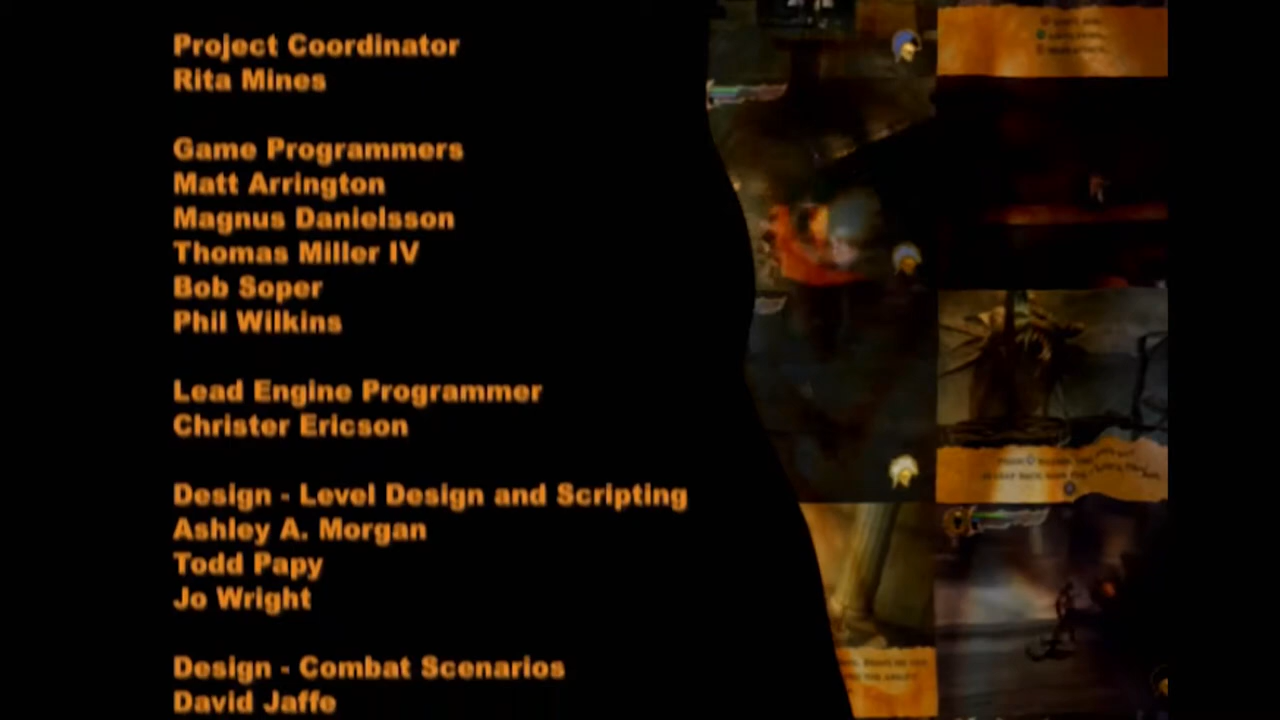 Project Coordinator
Rita Mines
Game Programmers
Matt Arrington
Magnus Danielsson
Thomas Miller IV
Bob Soper
Phil Wilkins
Lead Engine Programmer
Christer Ericson
Design - Level Design and Scripting
Ashley A. Morgan
Todd Papy
Jo Wright
Design - Combat Scenarios
David Jaffe